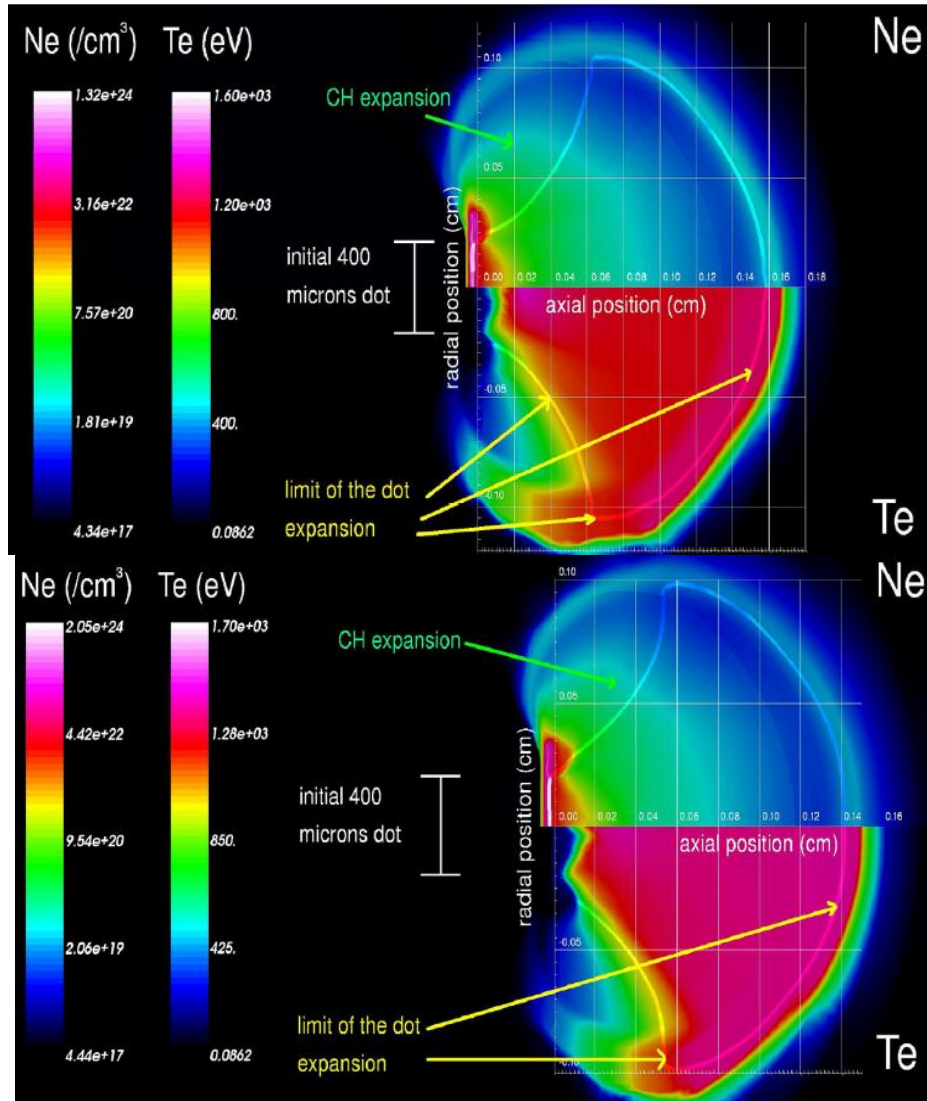 Ne (/cm³) Te (eV)
Ne
1.32e+24
1.60e+03
3.16e+22
1.20e+03
7.57e+20
800.
1.81e+19
400.
4.34e+17
0.0862
CH expansion
0.10
0.05
radial position (cm)
initial 400
microns dot
0.00 0.02 0.04 0.06 0.08 0.10 0.12 0.14 0.16 0.18
axial position (cm)
-0.05
limit of the dot
expansion
-0.10
Te
Ne (/cm³) Te (eV)
Ne
2.05e+24
1.70e+03
4.42e+22
1.28e+03
9.54e+20
850.
2.06e+19
425.
4.44e+17
0.0862
0.10
CH expansion
0.05
radial position (cm)
initial 400
microns dot
0.00 0.02 0.04 0.06 0.08 0.10 0.12 0.14 0.16
axial position (cm)
-0.05
limit of the dot
expansion
-0.10
Te